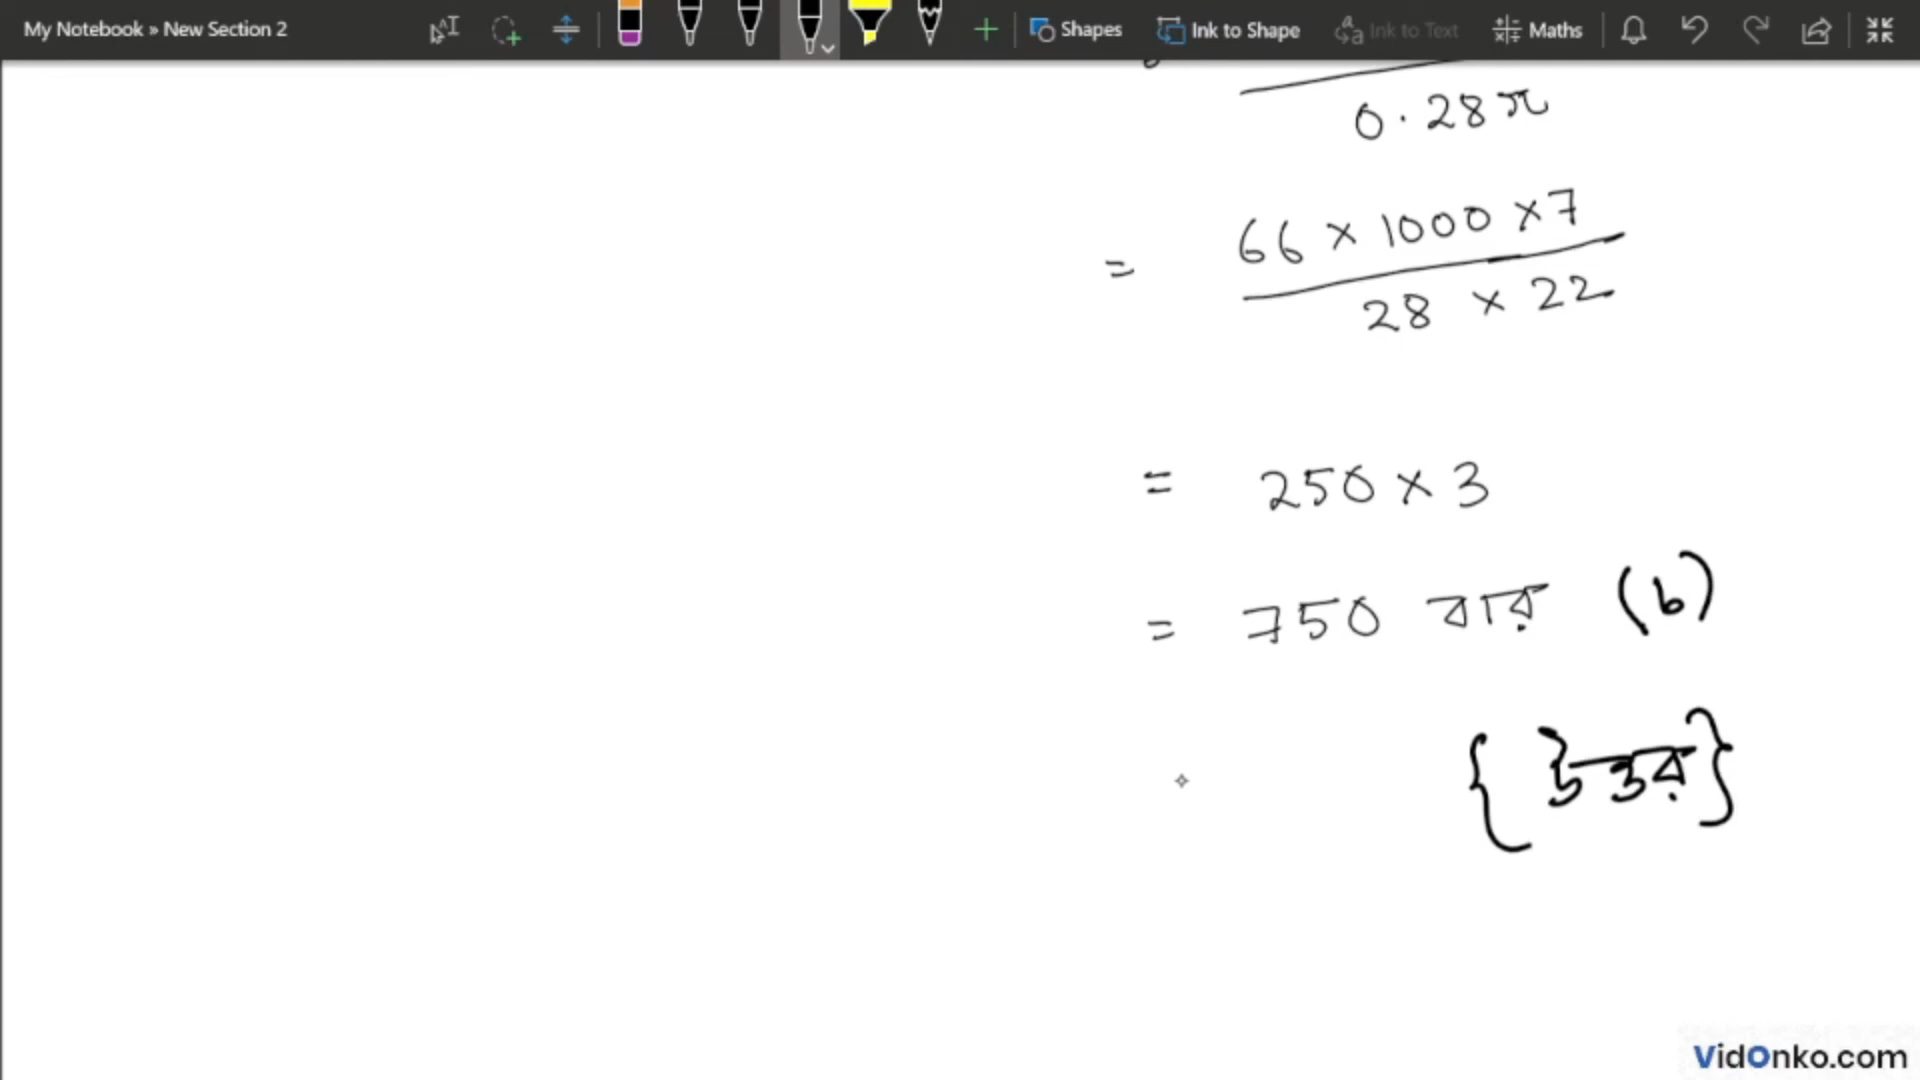 My Notebook » New Section 2 Shapes Ink to Shape Ink to Text Maths
0.28π
= 66 × 1000 × 7
28 × 22
= 250 × 3
= 750 বার (b)
{উত্তর}
VidOnko.com